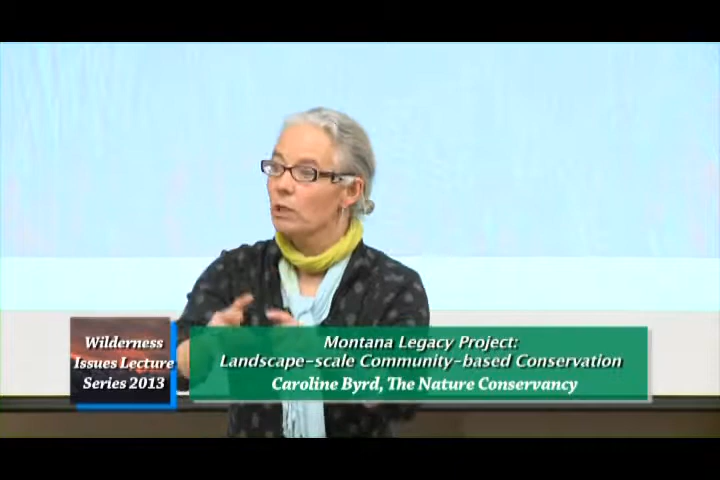 Wilderness
Issues Lecture
Series 2013
Montana Legacy Project:
Landscape-scale Community-based Conservation
Caroline Byrd, The Nature Conservancy